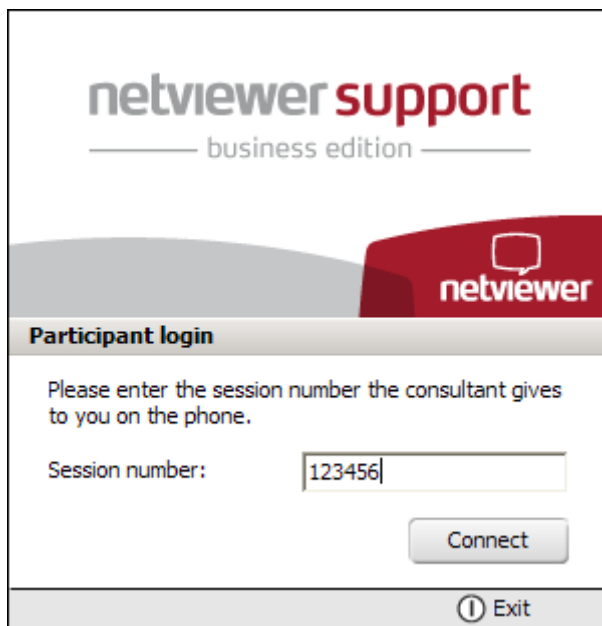 netviewer support
business edition
netviewer
Participant login
Please enter the session number the consultant gives
to you on the phone.
Session number: 123456
Connect
Exit